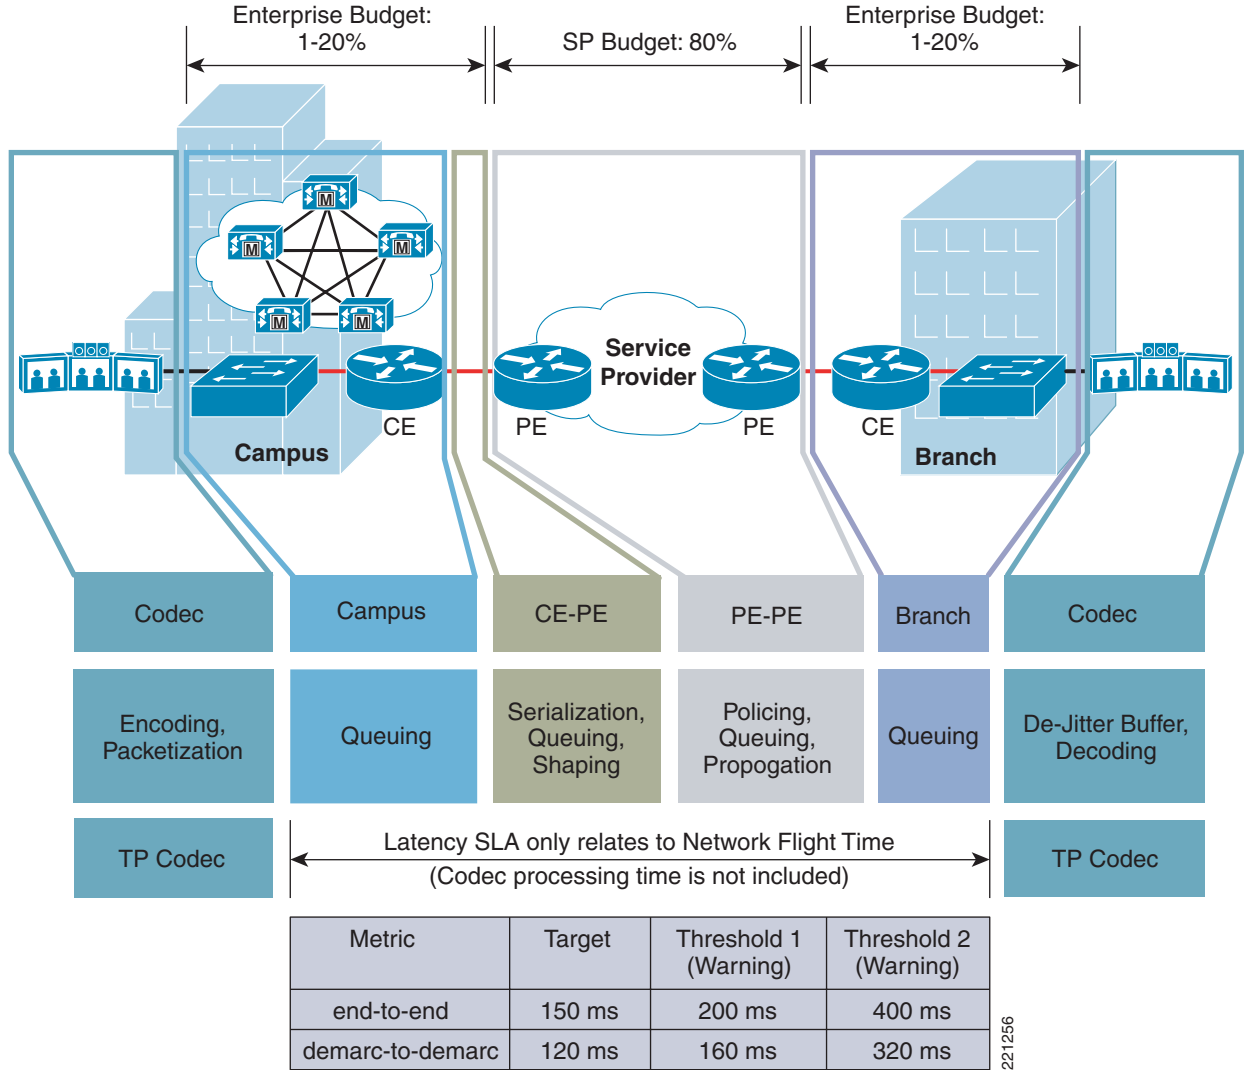 Enterprise Budget:
1-20%
SP Budget: 80%
Enterprise Budget:
1-20%
M
M
M
M
M
Service
Provider
CE
PE
PE
CE
Campus
Branch
Codec
Campus
CE-PE
PE-PE
Branch
Codec
Encoding,
Packetization
Queuing
Serialization,
Queuing,
Shaping
Policing,
Queuing,
Propogation
Queuing
De-Jitter Buffer,
Decoding
TP Codec
Latency SLA only relates to Network Flight Time
(Codec processing time is not included)
TP Codec
Metric Target Threshold 1 Threshold 2
(Warning) (Warning)
end-to-end 150 ms 200 ms 400 ms
demarc-to-demarc 120 ms 160 ms 320 ms
221256